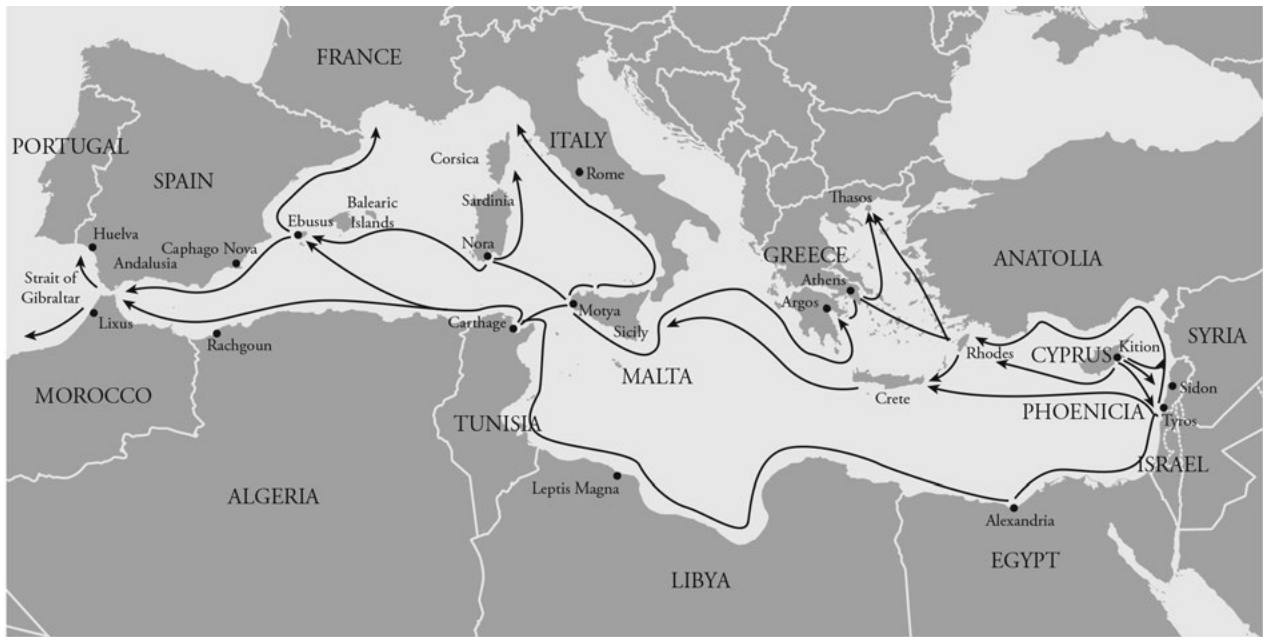 FRANCE
PORTUGAL
ITALY
Corsica
Rome
SPAIN
Sardinia
Thasos
Balearic
Islands
Ebusus
Huelva
Caphago Nova
Nora
GREECE
ANATOLIA
Andalusia
Strait of
Gibraltar
Athens
Argos
Lixus
Motya
Carthage
Sicily
Rachgoun
SYRIA
Kition
CYPRUS
Rhodes
MALTA
Sidon
MOROCCO
Crete
PHOENICIA
Tyros
TUNISIA
ISRAEL
Leptis Magna
ALGERIA
Alexandria
EGYPT
LIBYA